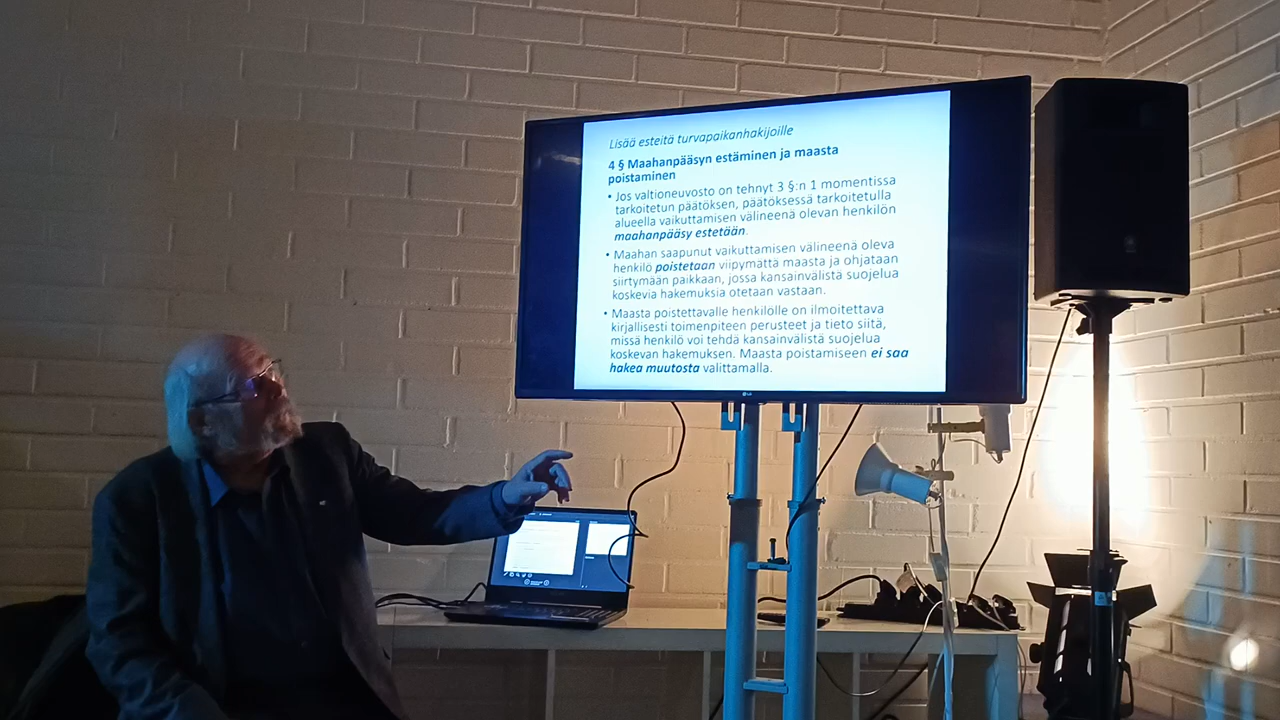 Lisää esteitä turvapaikanhakijoille
4 § Maahanpääsyn estäminen ja maasta
poistaminen
• Jos valtioneuvosto on tehnyt 3 §:n 1 momentissa
tarkoitetun päätöksen, päätöksessä tarkoitetulla
alueella vaikuttamisen välineenä olevan henkilön
maahanpääsy estetään.
• Maahan saapunut vaikuttamisen välineenä oleva
henkilö poistetaan viipymättä maasta ja ohjataan
siirtymään paikkaan, jossa kansainvälistä suojelua
koskevia hakemuksia otetaan vastaan.
• Maasta poistettavalle henkilölle on ilmoitettava
kirjallisesti toimenpiteen perusteet ja tieto siitä,
missä henkilö voi tehdä kansainvälistä suojelua
koskevan hakemuksen. Maasta poistamiseen ei saa
hakea muutosta valittamalla.
LG